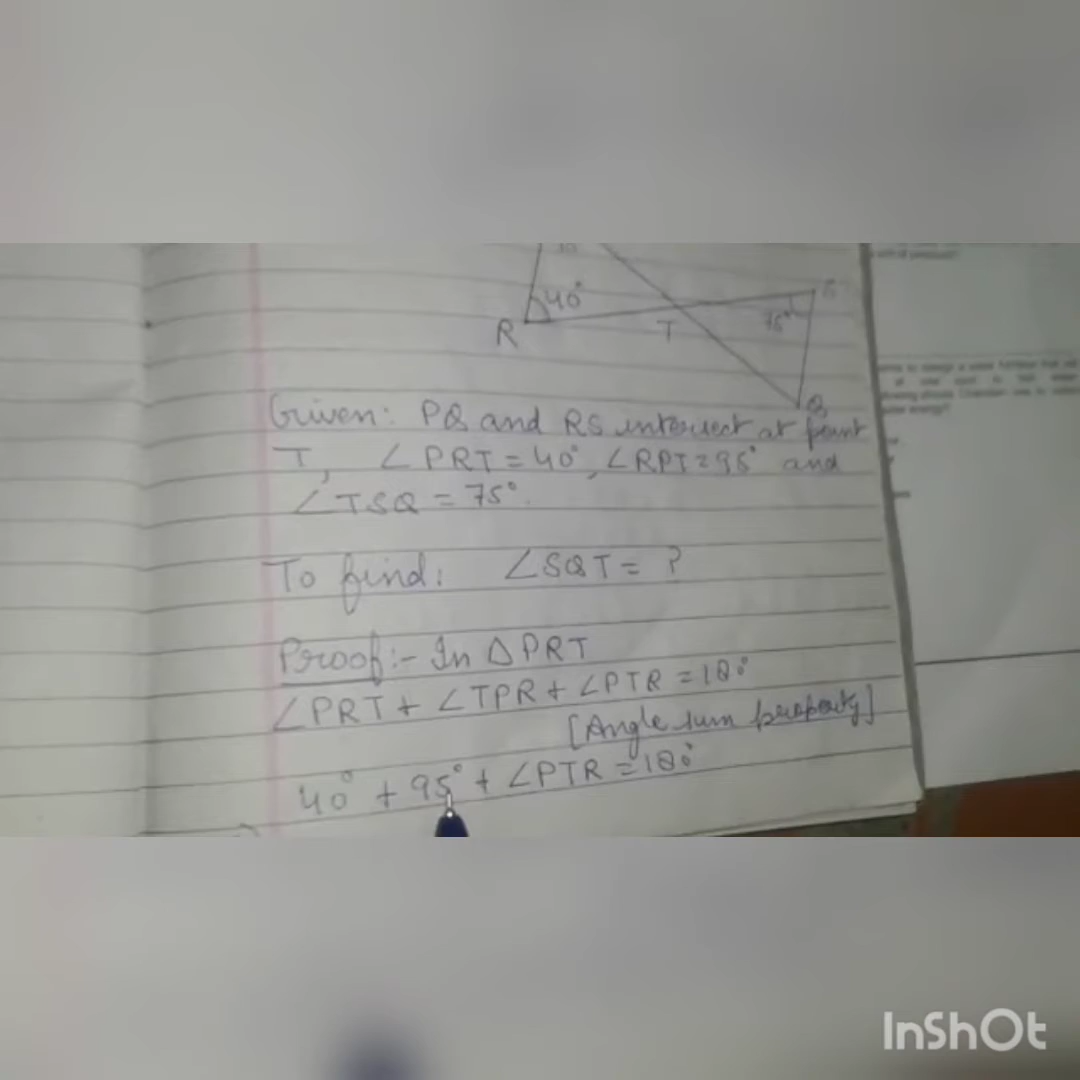 40°
R
T
75°
Q
Given: PQ and RS intersect at point
T, ∠PRT = 40°, ∠RPT = 95° and
∠TSQ = 75°.
To find: ∠SQT = ?
Proof:- In △PRT
∠PRT + ∠TPR + ∠PTR = 180°
[Angle sum property]
40° + 95° + ∠PTR = 180°
InShOt